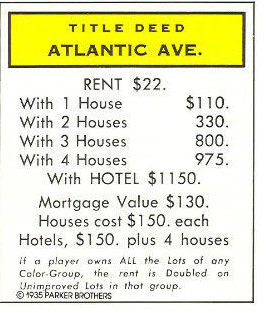 TITLE DEED
ATLANTIC AVE.
RENT $22.
With 1 House $110.
With 2 Houses 330.
With 3 Houses 800.
With 4 Houses 975.
With HOTEL $1150.
Mortgage Value $130.
Houses cost $150. each
Hotels, $150. plus 4 houses
If a player owns ALL the Lots of any
Color-Group, the rent is Doubled on
Unimproved Lots in that group.
© 1935 PARKER BROTHERS